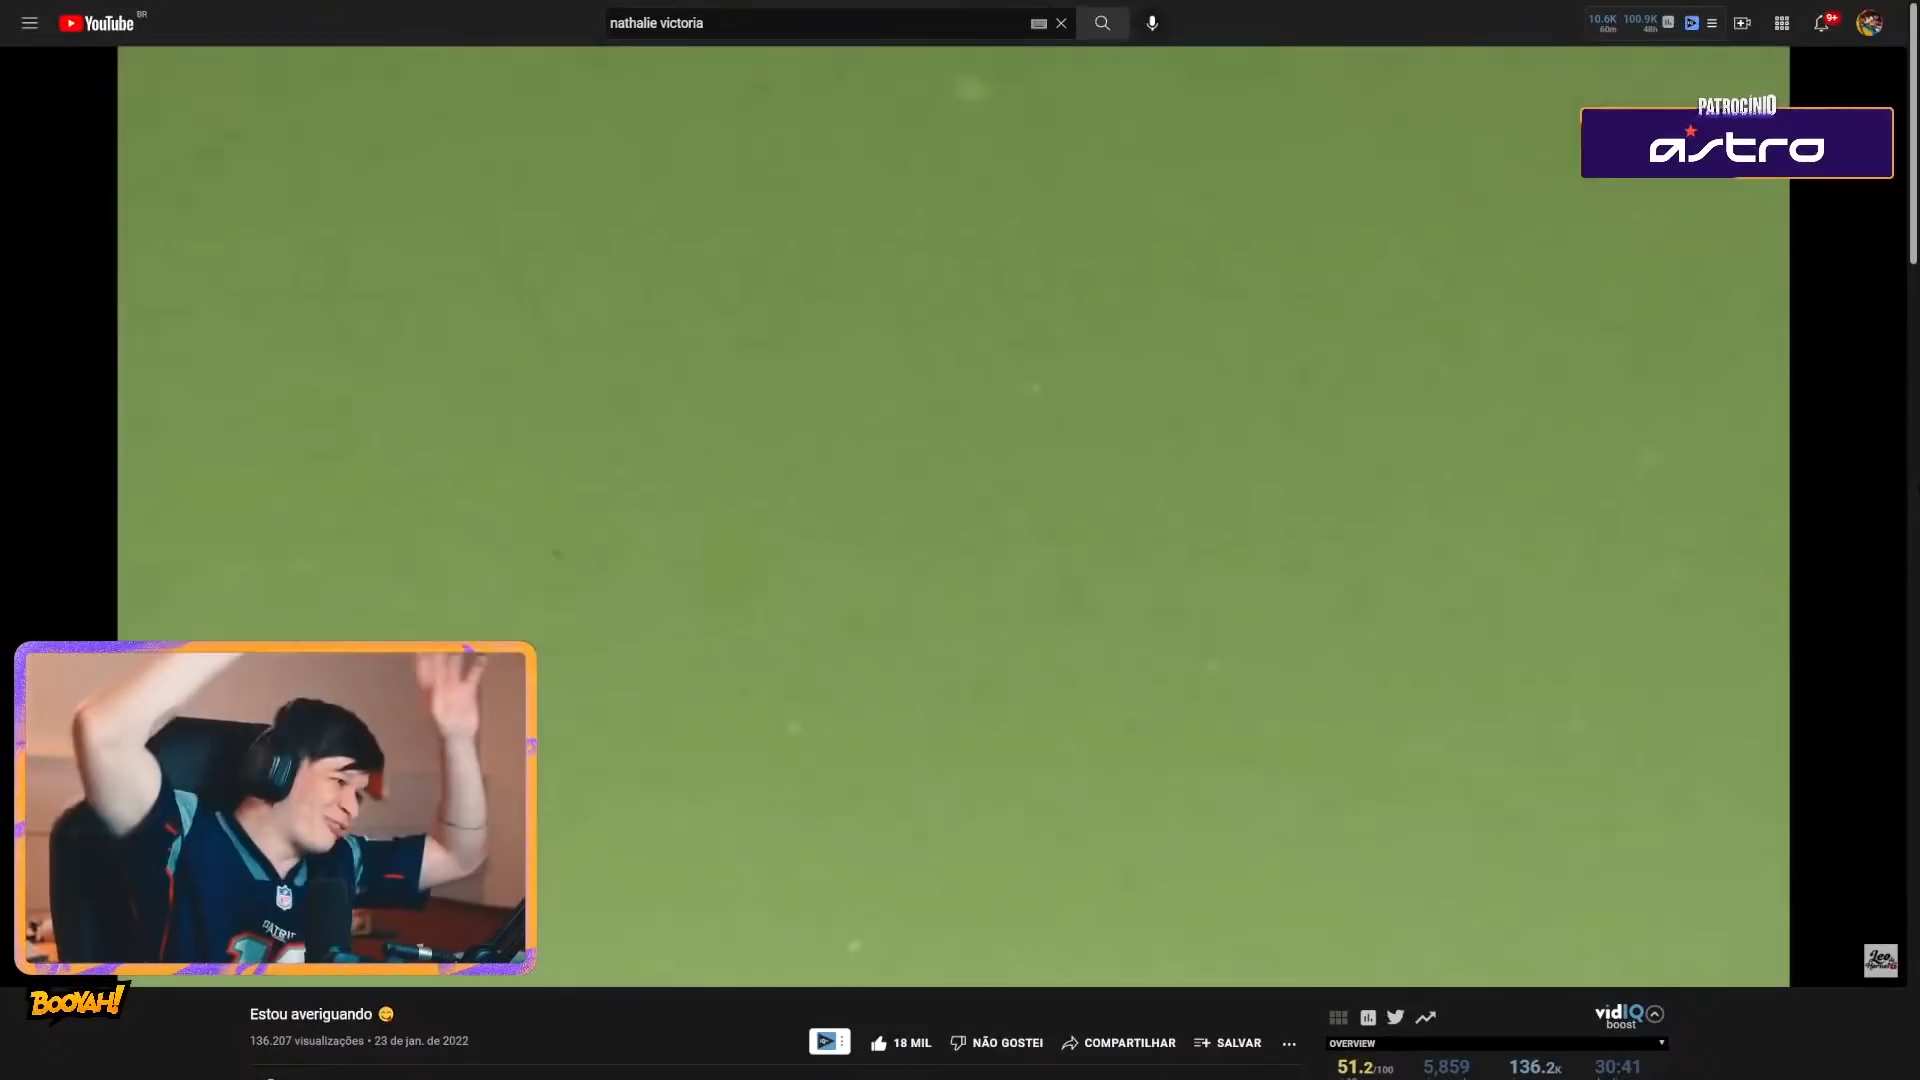 YouTube BR
nathalie victoria
10.6K 60m
100.9K 48h
9+
PATROCÍNIO
astro
PATRI
BOOYAH!
Estou averiguando
136.207 visualizações • 23 de jan. de 2022
18 MIL
NÃO GOSTEI
COMPARTILHAR
SALVAR
vidIQ
boost
OVERVIEW
51.2/100
5,859
136.2K
30:41